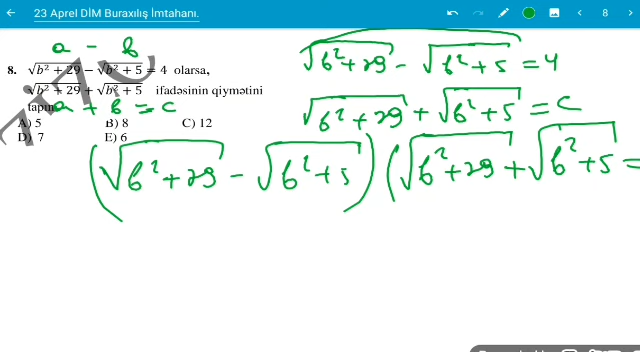 23 Aprel DİM Buraxılış İmtahanı.
8
a - b
8. √b² + 29 - √b² + 5 = 4 olarsa,
√b² + 29 + √b² + 5 ifadəsinin qiymətini
tapın.
a + b = c
A) 5 B) 8 C) 12
D) 7 E) 6
√b²+29 - √b²+5 = 4
√b²+29 + √b²+5 = c
(√b²+29 - √b²+5) (√b²+29 + √b²+5 =